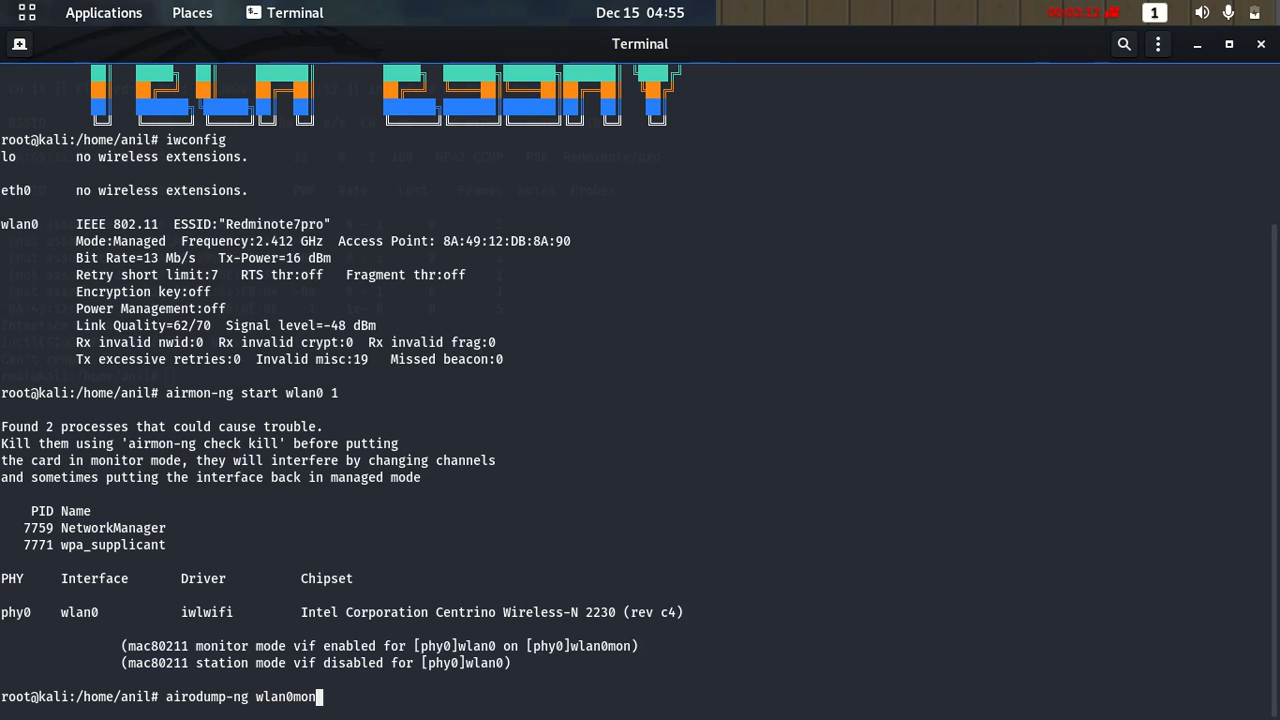 Applications Places Terminal Dec 15 04:55 00:02:12 1
Terminal
root@kali:/home/anil# iwconfig
lo no wireless extensions.
eth0 no wireless extensions.
wlan0 IEEE 802.11 ESSID:"Redminote7pro"
Mode:Managed Frequency:2.412 GHz Access Point: 8A:49:12:DB:8A:90
Bit Rate=13 Mb/s Tx-Power=16 dBm
Retry short limit:7 RTS thr:off Fragment thr:off
Encryption key:off
Power Management:off
Link Quality=62/70 Signal level=-48 dBm
Rx invalid nwid:0 Rx invalid crypt:0 Rx invalid frag:0
Tx excessive retries:0 Invalid misc:19 Missed beacon:0
root@kali:/home/anil# airmon-ng start wlan0 1
Found 2 processes that could cause trouble.
Kill them using 'airmon-ng check kill' before putting
the card in monitor mode, they will interfere by changing channels
and sometimes putting the interface back in managed mode
PID Name
7759 NetworkManager
7771 wpa_supplicant
PHY Interface Driver Chipset
phy0 wlan0 iwlwifi Intel Corporation Centrino Wireless-N 2230 (rev c4)
(mac80211 monitor mode vif enabled for [phy0]wlan0 on [phy0]wlan0mon)
(mac80211 station mode vif disabled for [phy0]wlan0)
root@kali:/home/anil# airodump-ng wlan0mon